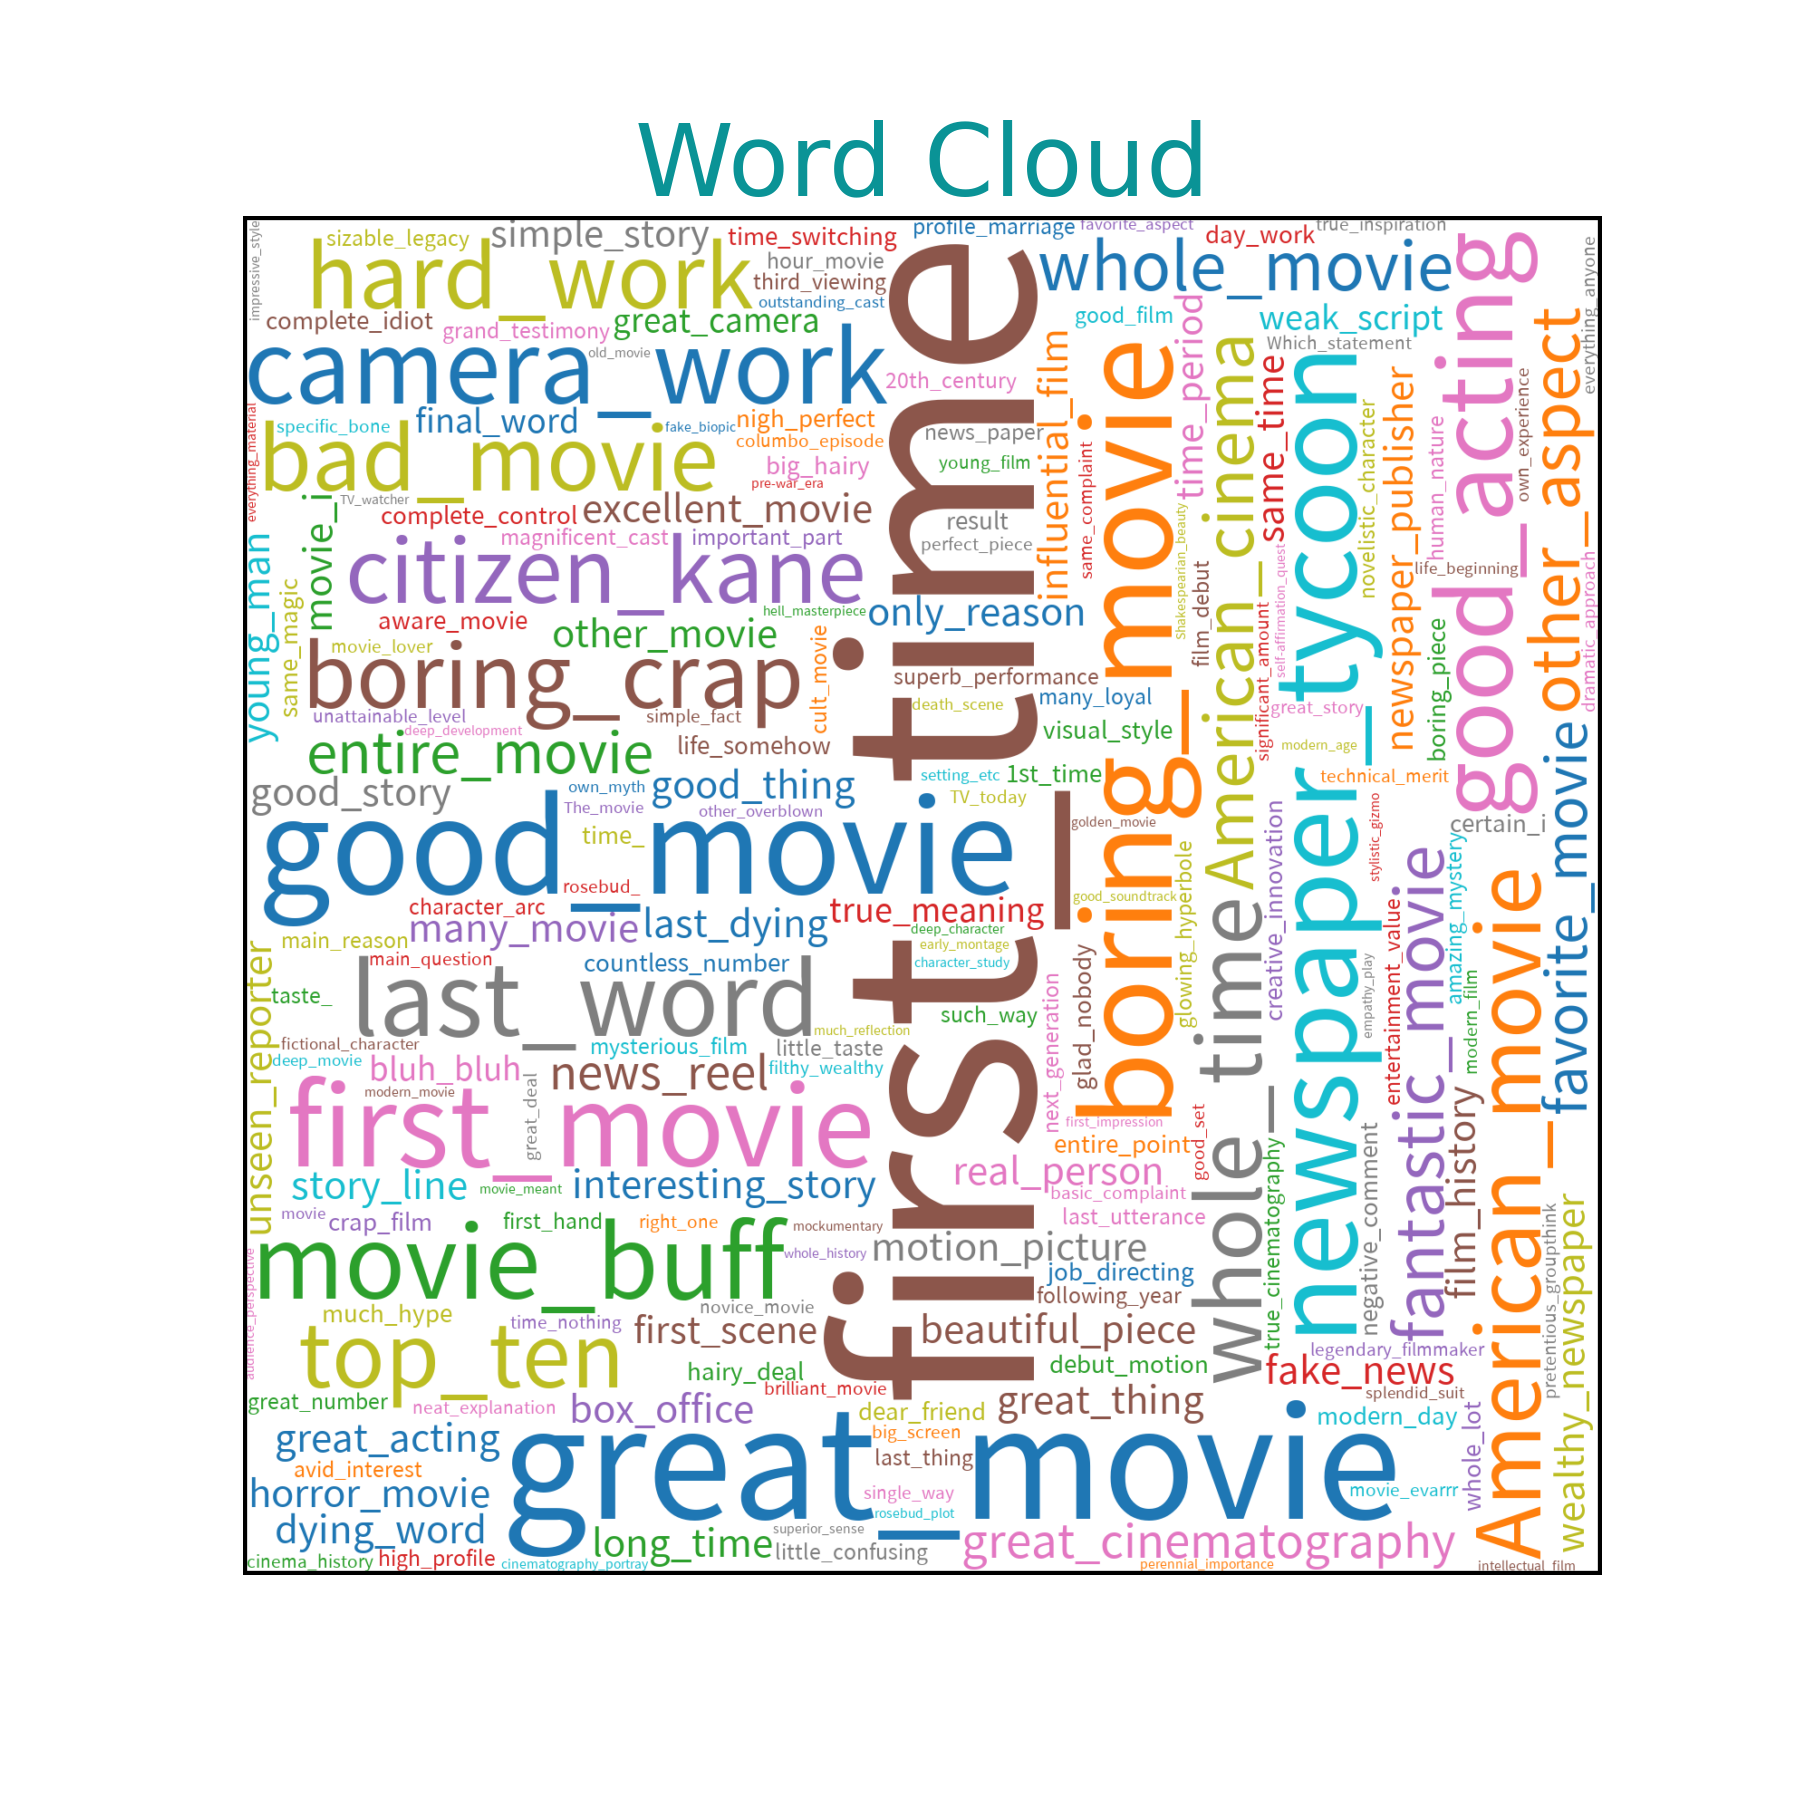 Word Cloud
impressive_style
sizable_legacy
simple_story
time_switching
profile_marriage
favorite_aspect
day_work
true_inspiration
hard_work
hour_movie
third_viewing
outstanding_cast
whole_movie
good_acting
everything_anyone
complete_idiot
grand_testimony
great_camera
good_film
time_period
weak_script
Which_statement
other_aspect
camera_work
old_movie
first_time
20th_century
influential_film
boring_movie
American_cinema
same_time
newspaper_tycoon
newspaper_publisher
own_experience
everything_material
specific_bone
final_word
fake_biopic
nigh_perfect
columbo_episode
news_paper
same_complaint
novelistic_character
human_nature
bad_movie
big_hairy
pre-war_era
young_film
TV_watcher
movie_i
complete_control
excellent_movie
result
perfect_piece
magnificent_cast
important_part
Shakespearian_beauty
self-affirmation_quest
life_beginning
dramatic_approach
young_man
same_magic
citizen_kane
hell_masterpiece
only_reason
film_debut
significant_amount
aware_movie
other_movie
movie_lover
boring_crap
cult_movie
superb_performance
many_loyal
death_scene
great_story
boring_piece
unattainable_level
simple_fact
deep_development
visual_style
modern_age
entire_movie
life_somehow
setting_etc
1st_time
technical_merit
favorite_movie
good_story
own_myth
good_thing
The_movie
other_overblown
TV_today
golden_movie
stylistic_gizmo
certain_i
good_movie
time_
rosebud_
good_soundtrack
glowing_hyperbole
whole_time
creative_innovation
fantastic_movie
amazing_mystery
American_movie
character_arc
many_movie
last_dying
true_meaning
deep_character
early_montage
entertainment_value
main_reason
main_question
countless_number
character_study
glad_nobody
empathy_play
modern_film
unseen_reporter
taste_
last_word
such_way
next_generation
much_reflection
fictional_character
deep_movie
mysterious_film
little_taste
filthy_wealthy
bluh_bluh
news_reel
modern_movie
great_deal
film_history
first_movie
first_impression
good_set
entire_point
true_cinematography
negative_comment
story_line
movie_meant
interesting_story
real_person
basic_complaint
last_utterance
pretentious_groupthink
wealthy_newspaper
movie
crap_film
first_hand
right_one
mockumentary
whole_history
motion_picture
audience_perspective
movie_buff
job_directing
following_year
much_hype
time_nothing
novice_movie
first_scene
beautiful_piece
legendary_filmmaker
top_ten
hairy_deal
debut_motion
fake_news
great_number
neat_explanation
brilliant_movie
box_office
dear_friend
great_thing
splendid_suit
modern_day
whole_lot
great_acting
great_movie
big_screen
last_thing
avid_interest
horror_movie
single_way
rosebud_plot
movie_evarrr
dying_word
long_time
superior_sense
little_confusing
great_cinematography
cinema_history
high_profile
cinematography_portray
perennial_importance
intellectual_film